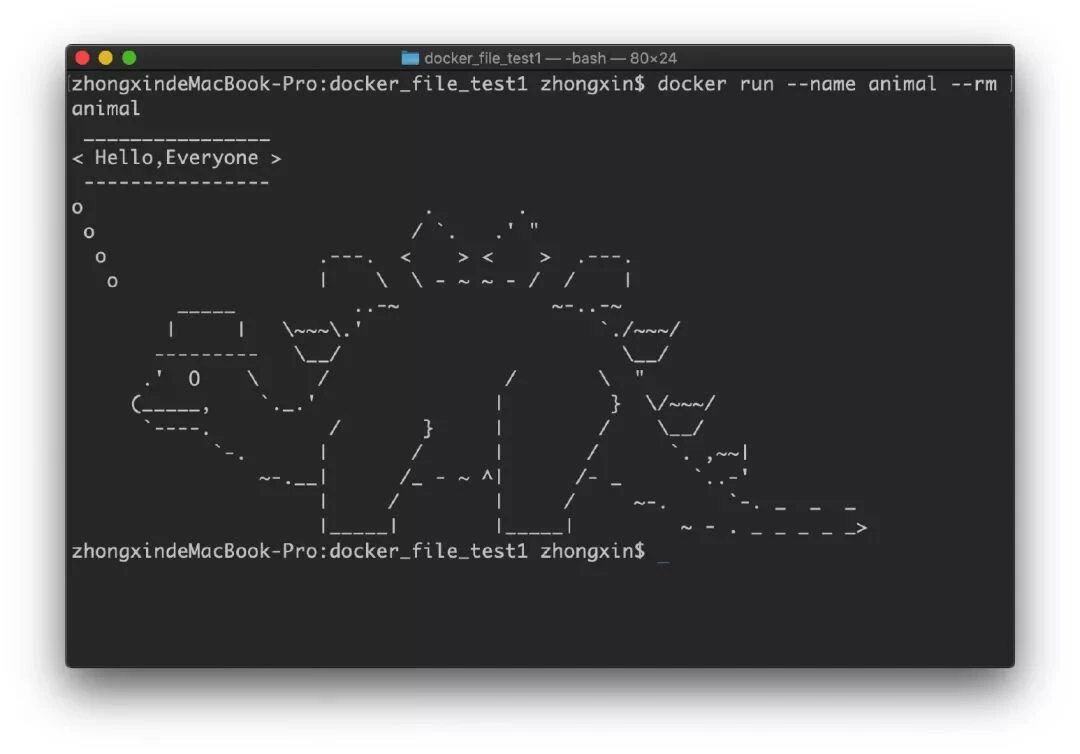 docker_file_test1 — -bash — 80×24
zhongxindeMacBook-Pro:docker_file_test1 zhongxin$ docker run --name animal --rm
animal
< Hello,Everyone >
zhongxindeMacBook-Pro:docker_file_test1 zhongxin$